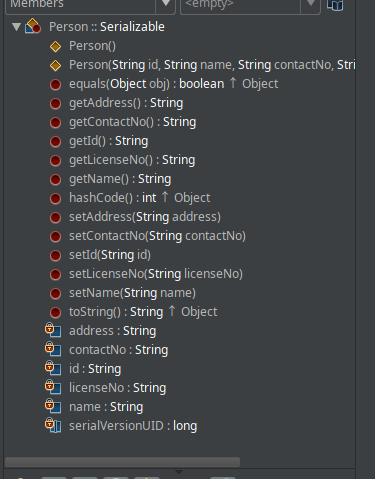 Members
<empty>
Person :: Serializable
Person()
Person(String id, String name, String contactNo, Stri
equals(Object obj) : boolean ↑ Object
getAddress() : String
getContactNo() : String
getId() : String
getLicenseNo() : String
getName() : String
hashCode() : int ↑ Object
setAddress(String address)
setContactNo(String contactNo)
setId(String id)
setLicenseNo(String licenseNo)
setName(String name)
toString() : String ↑ Object
address : String
contactNo : String
id : String
licenseNo : String
name : String
serialVersionUID : long